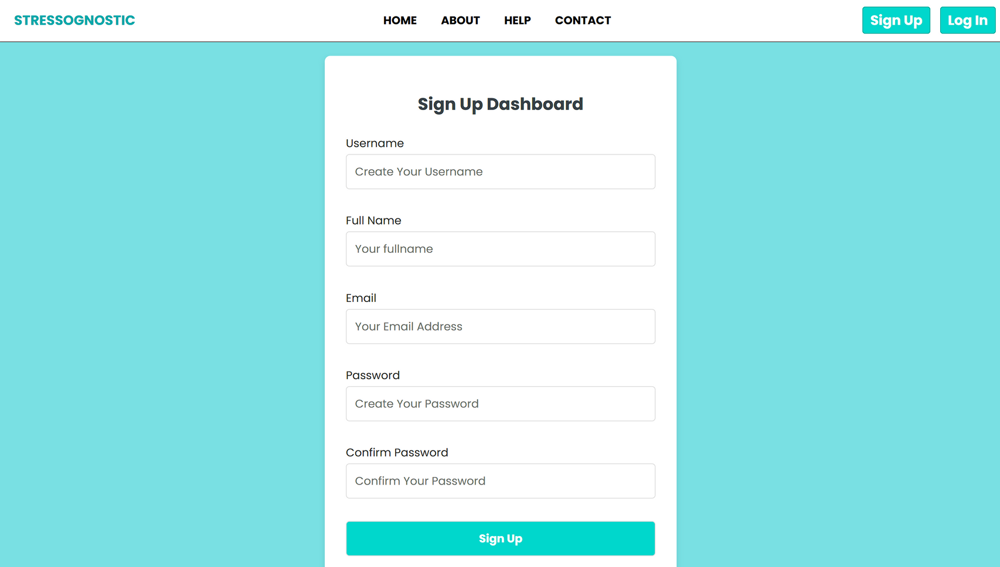 STRESSOGNOSTIC
HOME ABOUT HELP CONTACT
Sign Up Log In
Sign Up Dashboard
Username
Create Your Username
Full Name
Your fullname
Email
Your Email Address
Password
Create Your Password
Confirm Password
Confirm Your Password
Sign Up